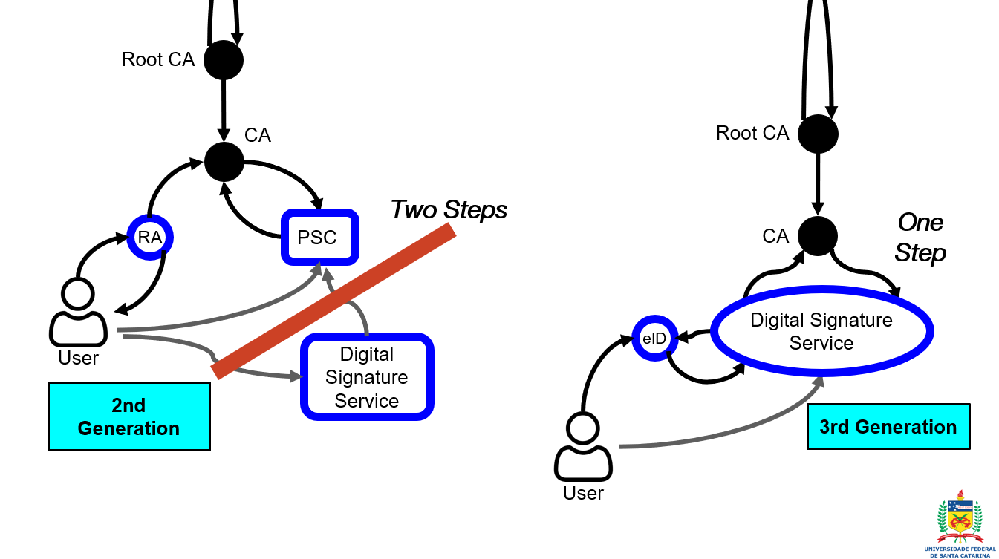 Root CA
CA
Two Steps
RA
PSC
User
Digital
Signature
Service
2nd
Generation
Root CA
CA
One
Step
Digital Signature
Service
eID
3rd Generation
User
UNIVERSIDADE FEDERAL
DE SANTA CATARINA